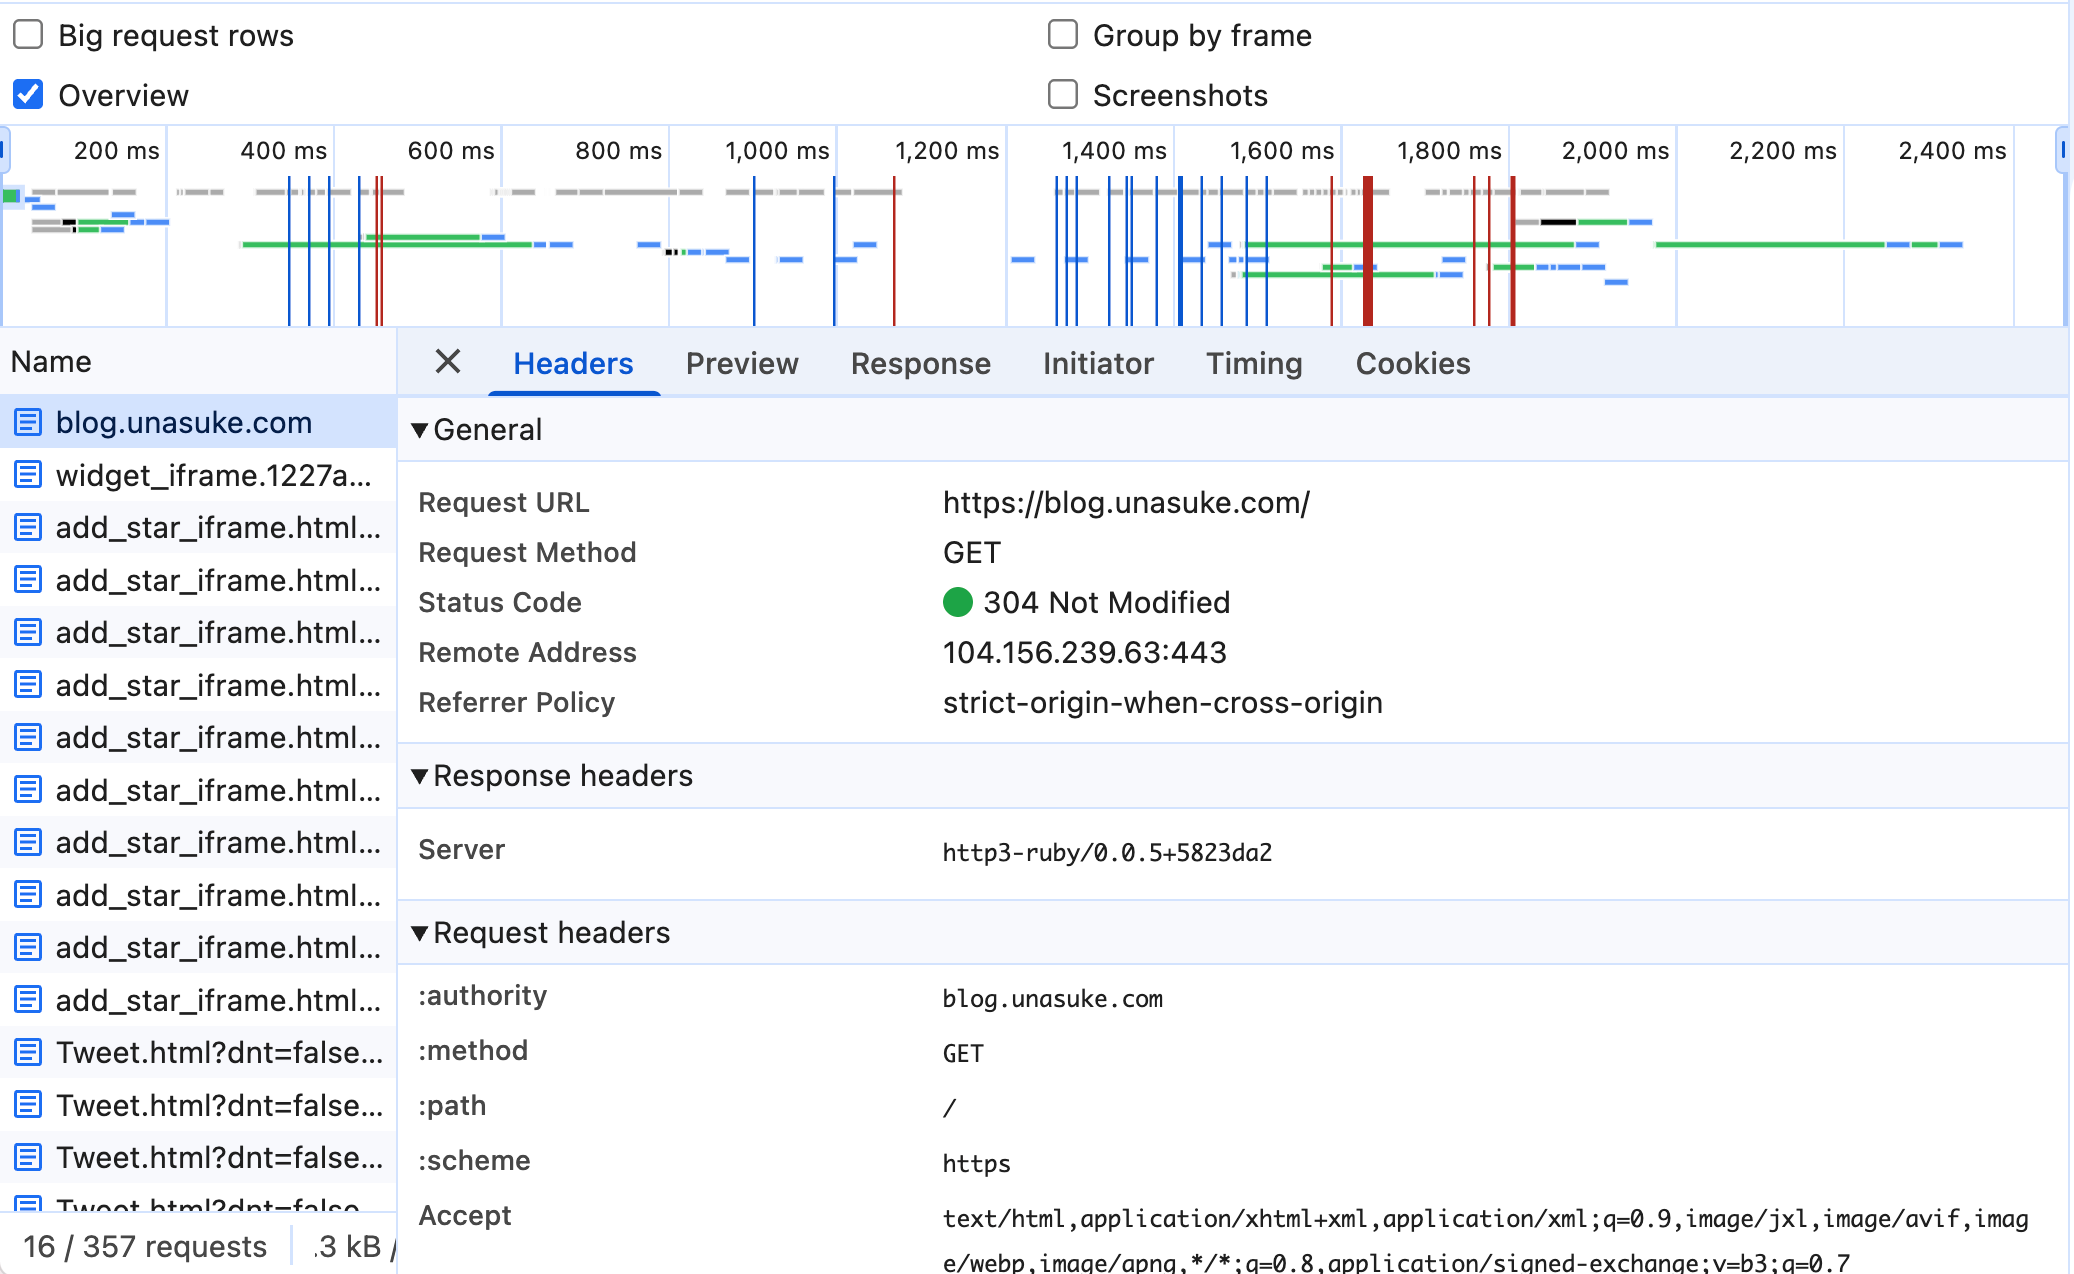 Big request rows
Group by frame
Overview
Screenshots
200 ms 400 ms 600 ms 800 ms 1,000 ms 1,200 ms 1,400 ms 1,600 ms 1,800 ms 2,000 ms 2,200 ms 2,400 ms
Name
Headers Preview Response Initiator Timing Cookies
blog.unasuke.com
widget_iframe.1227a...
add_star_iframe.html...
add_star_iframe.html...
add_star_iframe.html...
add_star_iframe.html...
add_star_iframe.html...
add_star_iframe.html...
add_star_iframe.html...
add_star_iframe.html...
add_star_iframe.html...
add_star_iframe.html...
Tweet.html?dnt=false...
Tweet.html?dnt=false...
Tweet.html?dnt=false...
Tweet.html?dnt=false
16 / 357 requests .3 kB /
▼General
Request URL https://blog.unasuke.com/
Request Method GET
Status Code 304 Not Modified
Remote Address 104.156.239.63:443
Referrer Policy strict-origin-when-cross-origin
▼Response headers
Server http3-ruby/0.0.5+5823da2
▼Request headers
:authority blog.unasuke.com
:method GET
:path /
:scheme https
Accept text/html,application/xhtml+xml,application/xml;q=0.9,image/jxl,image/avif,imag
e/webp,image/apng,*/*;q=0.8,application/signed-exchange;v=b3;q=0.7